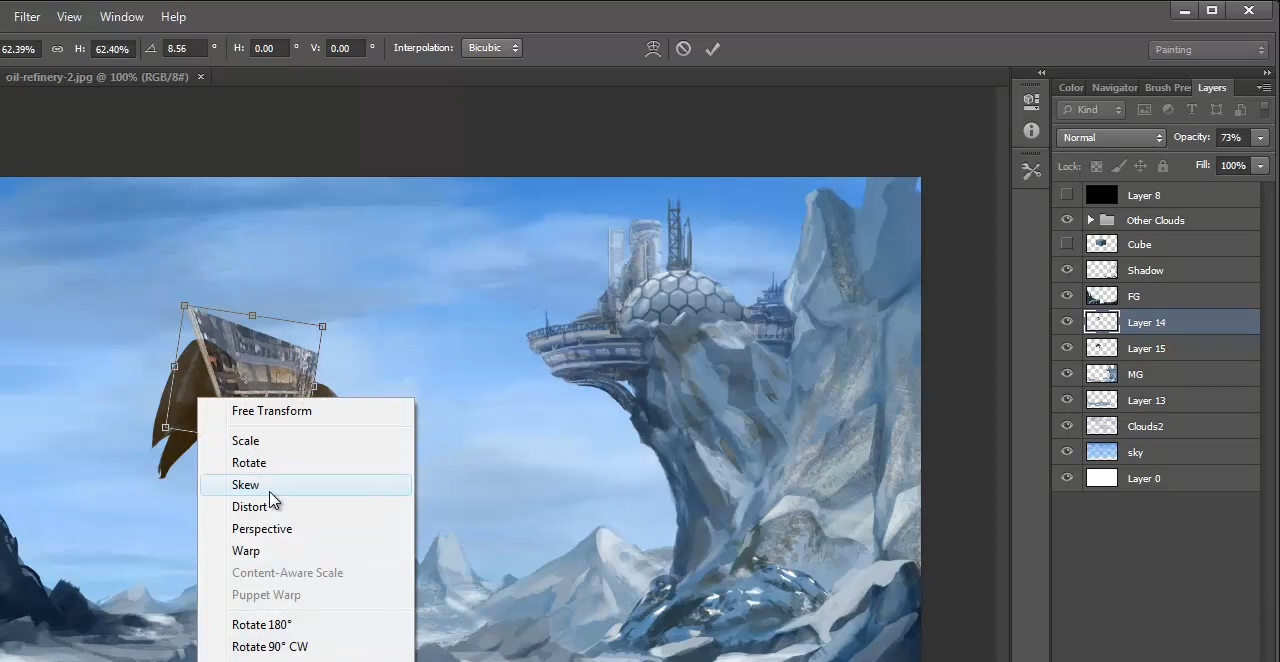 Filter View Window Help
62.39% H: 62.40% 8.56 ° H: 0.00 ° V: 0.00 ° Interpolation: Bicubic Painting
oil-refinery-2.jpg @ 100% (RGB/8#) ×
Color Navigator Brush Pre Layers
Kind
Normal Opacity: 73%
Lock: Fill: 100%
Layer 8
Other Clouds
Cube
Shadow
FG
Layer 14
Layer 15
MG
Layer 13
Clouds2
sky
Layer 0
Free Transform
Scale
Rotate
Skew
Distort
Perspective
Warp
Content-Aware Scale
Puppet Warp
Rotate 180°
Rotate 90° CW